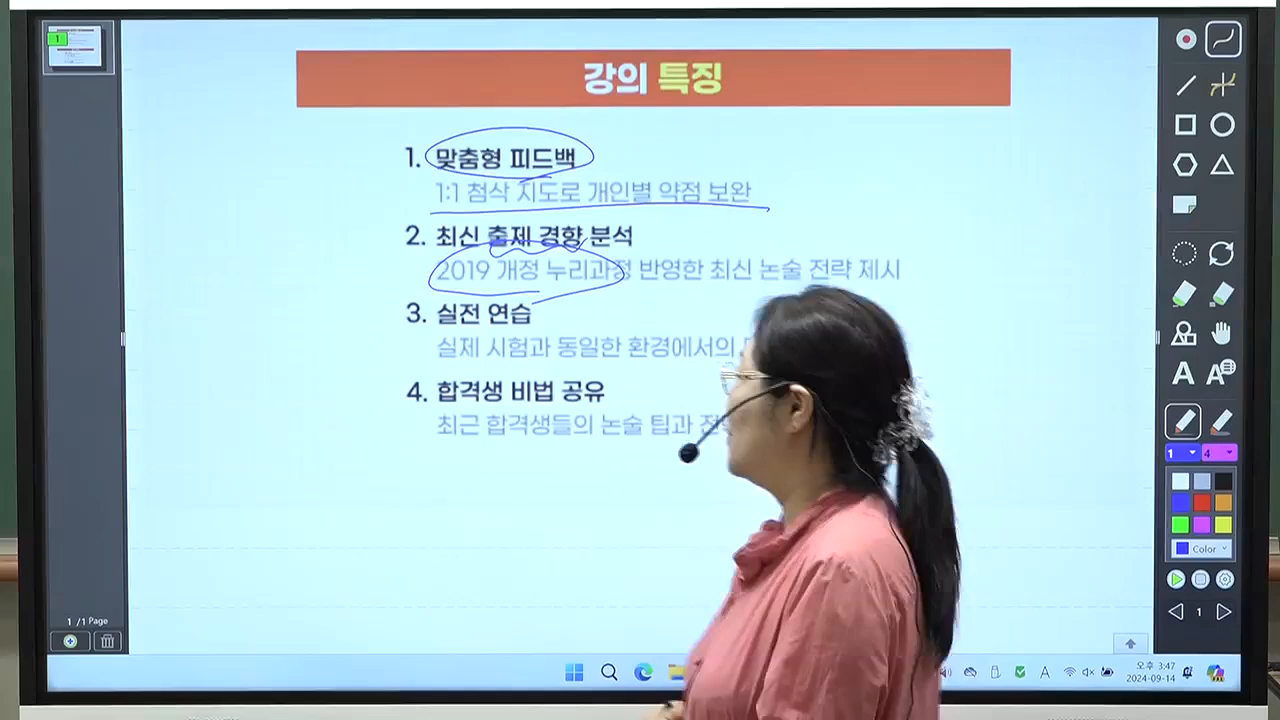 1
강의 특징
1. 맞춤형 피드백
1:1 첨삭 지도로 개인별 약점 보완
2. 최신 출제 경향 분석
2019 개정 누리과정 반영한 최신 논술 전략 제시
3. 실전 연습
실제 시험과 동일한 환경에서의
4. 합격생 비법 공유
최근 합격생들의 논술 팁과
A A
1 4
Color
1
1 /1 Page
A
오후 3:47
2024-09-14